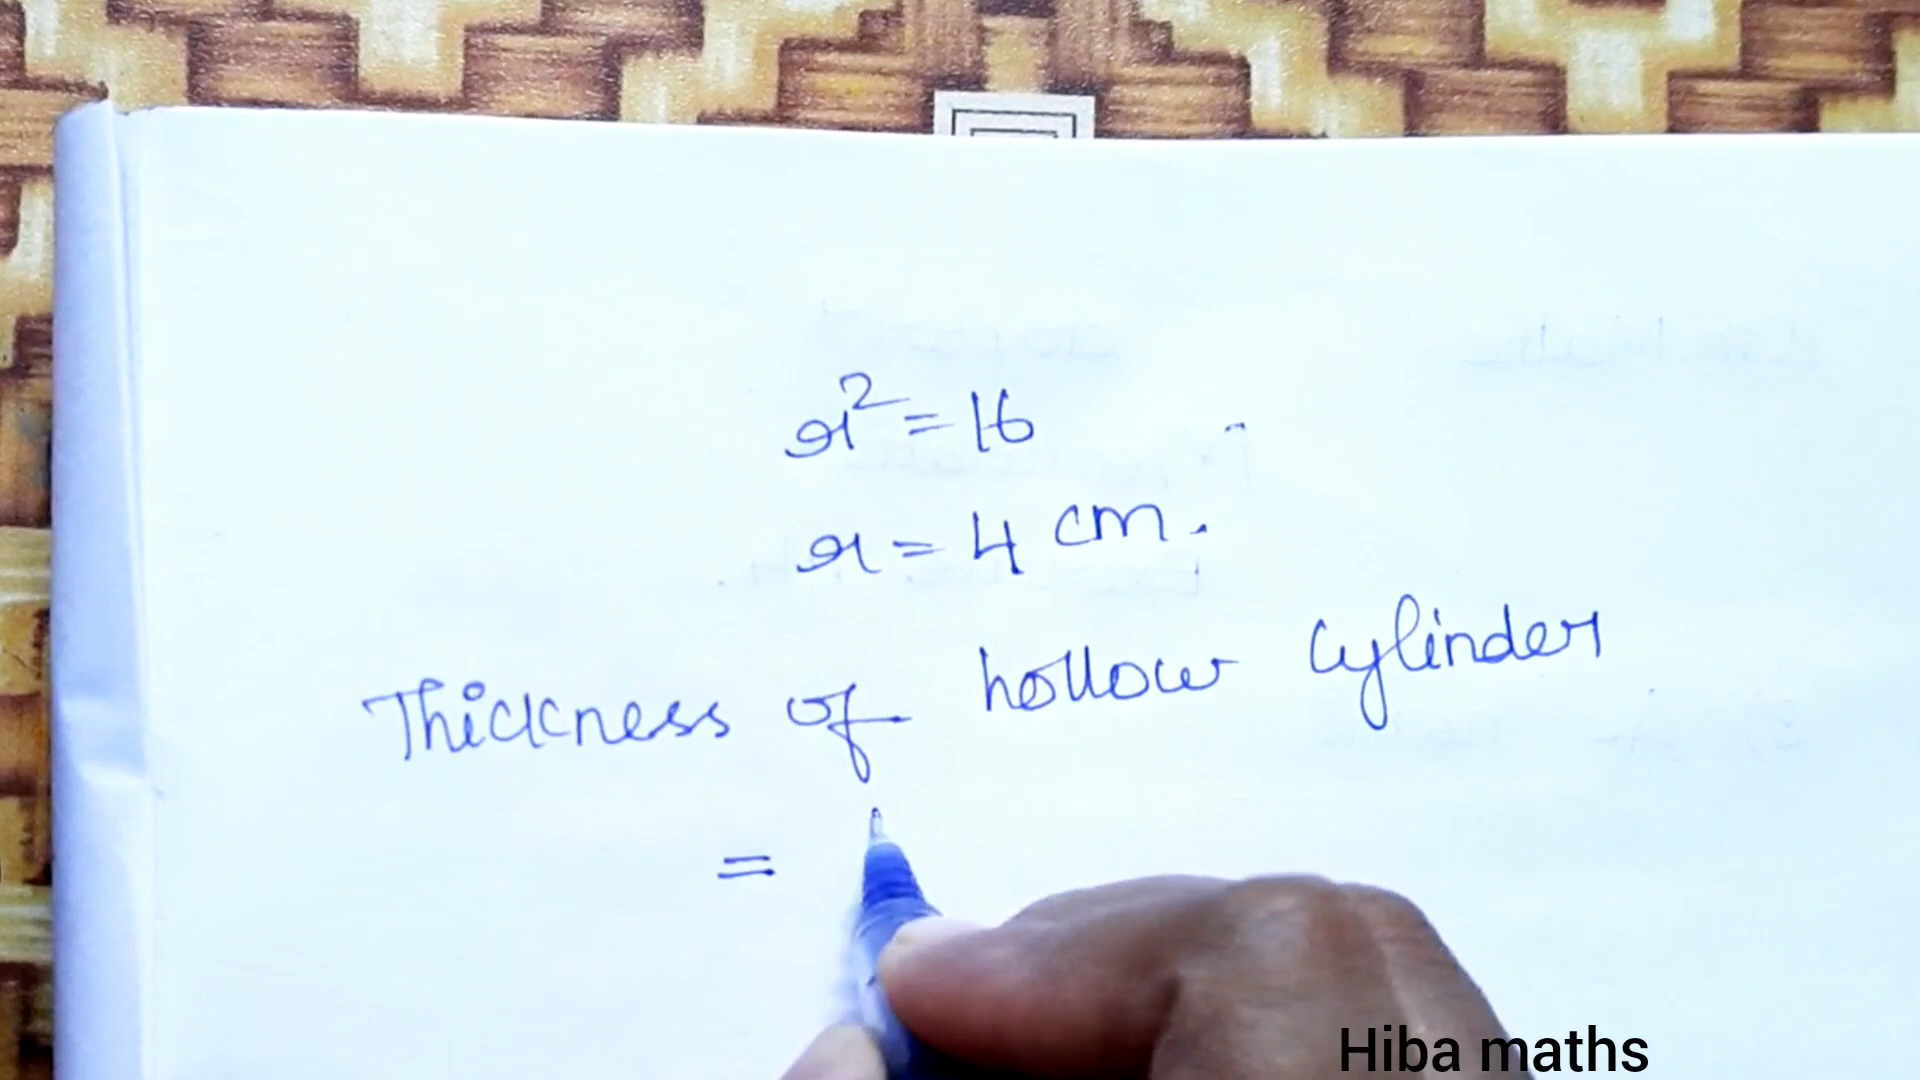 r² = 16
r = 4 cm.
Thickness of hollow cylinder
=
Hiba maths